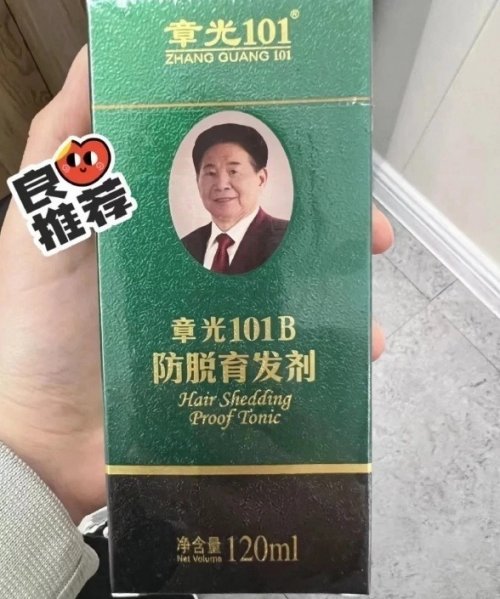 章光101®
ZHANG GUANG 101
良心
推荐
章光101B
防脱育发剂
Hair Shedding
Proof Tonic
净含量 120ml
Net Volume